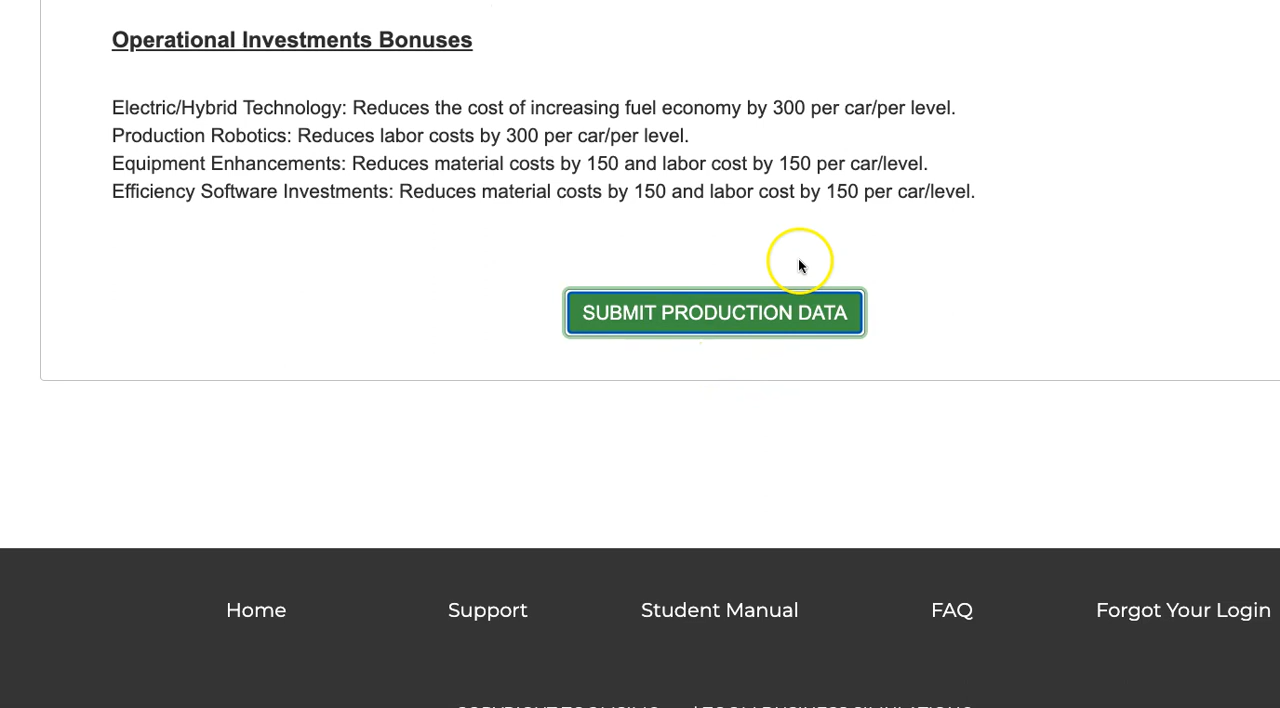 Operational Investments Bonuses
Electric/Hybrid Technology: Reduces the cost of increasing fuel economy by 300 per car/per level.
Production Robotics: Reduces labor costs by 300 per car/per level.
Equipment Enhancements: Reduces material costs by 150 and labor cost by 150 per car/level.
Efficiency Software Investments: Reduces material costs by 150 and labor cost by 150 per car/level.
SUBMIT PRODUCTION DATA
Home Support Student Manual FAQ Forgot Your Login